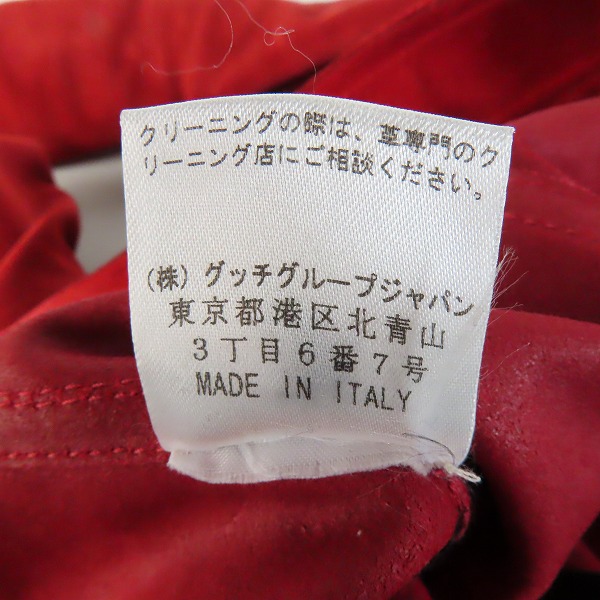 クリーニングの際は、革専門のク
リーニング店にご相談ください。
(株) グッチグループジャパン
東京都港区北青山
3丁目6番7号
MADE IN ITALY